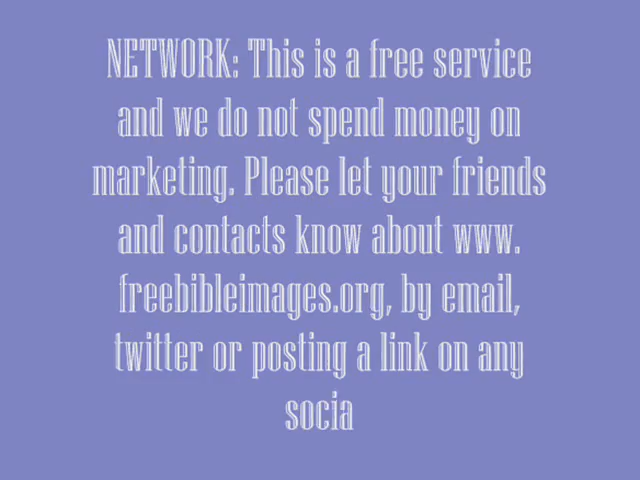 NETWORK: This is a free service
and we do not spend money on
marketing. Please let your friends
and contacts know about www.
freebibleimages.org, by email,
twitter or posting a link on any
socia